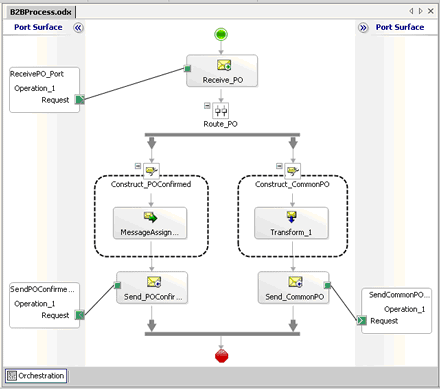 B2BProcess.odx
Port Surface
Port Surface
ReceivePO_Port
Operation_1
Request
Receive_PO
Route_PO
Construct_POConfirmed
Construct_CommonPO
MessageAssign...
Transform_1
SendPOConfirme...
Operation_1
Request
Send_POConfir...
Send_CommonPO
SendCommonPO...
Operation_1
Request
Orchestration